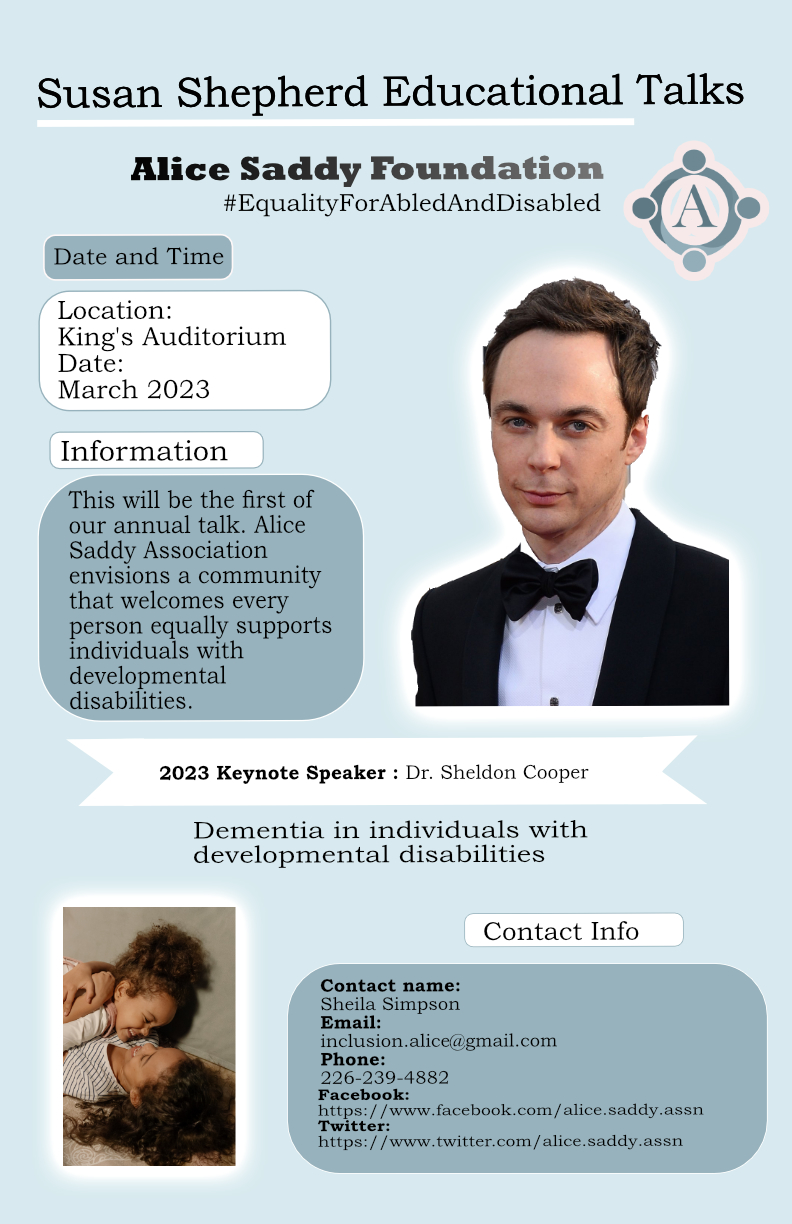 Susan Shepherd Educational Talks
Alice Saddy Foundation
#EqualityForAbledAndDisabled
A
Date and Time
Location:
King's Auditorium
Date:
March 2023
Information
This will be the first of
our annual talk. Alice
Saddy Association
envisions a community
that welcomes every
person equally supports
individuals with
developmental
disabilities.
2023 Keynote Speaker : Dr. Sheldon Cooper
Dementia in individuals with
developmental disabilities
Contact Info
Contact name:
Sheila Simpson
Email:
inclusion.alice@gmail.com
Phone:
226-239-4882
Facebook:
https://www.facebook.com/alice.saddy.assn
Twitter:
https://www.twitter.com/alice.saddy.assn